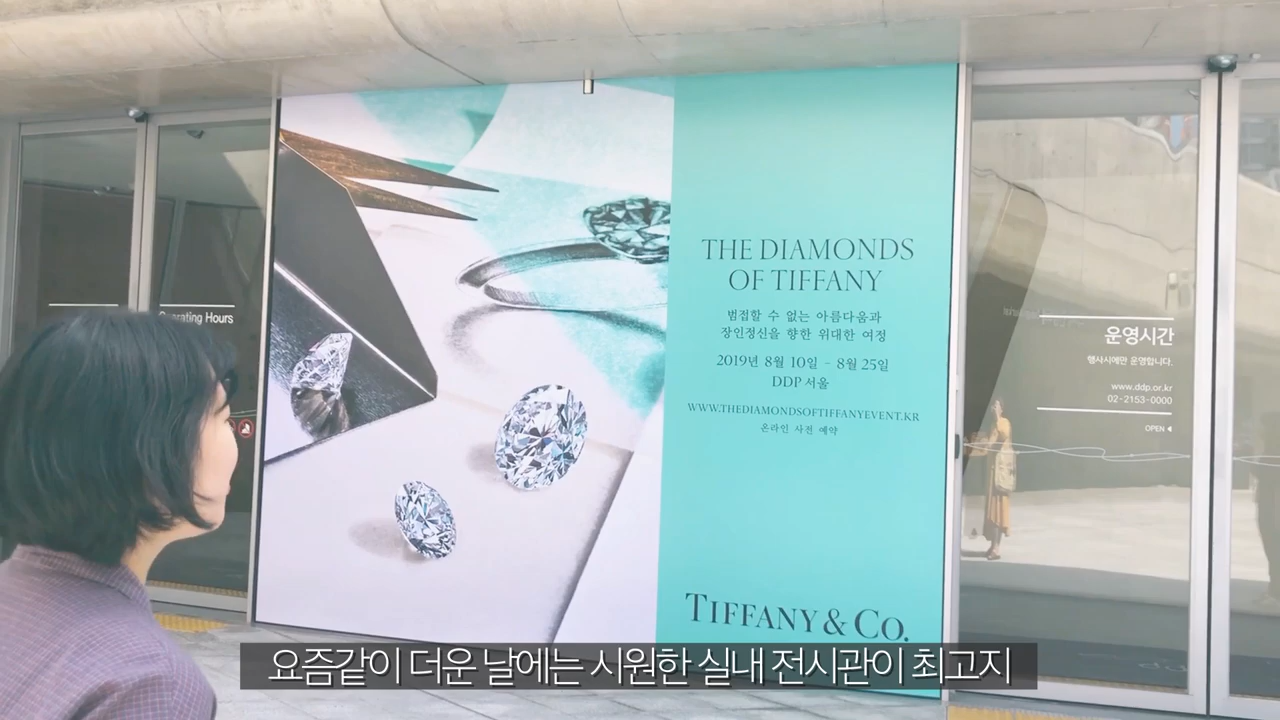 THE DIAMONDS
OF TIFFANY
범접할 수 없는 아름다움과
장인정신을 향한 위대한 여정
2019년 8월 10일 - 8월 25일
DDP 서울
WWW.THEDIAMONDSOFTIFFANYEVENT.KR
온라인 사전 예약
TIFFANY & CO.
Operating Hours
운영시간
행사시에만 운영합니다.
www.ddp.or.kr
02-2153-0000
OPEN
요즘같이 더운 날에는 시원한 실내 전시관이 최고지